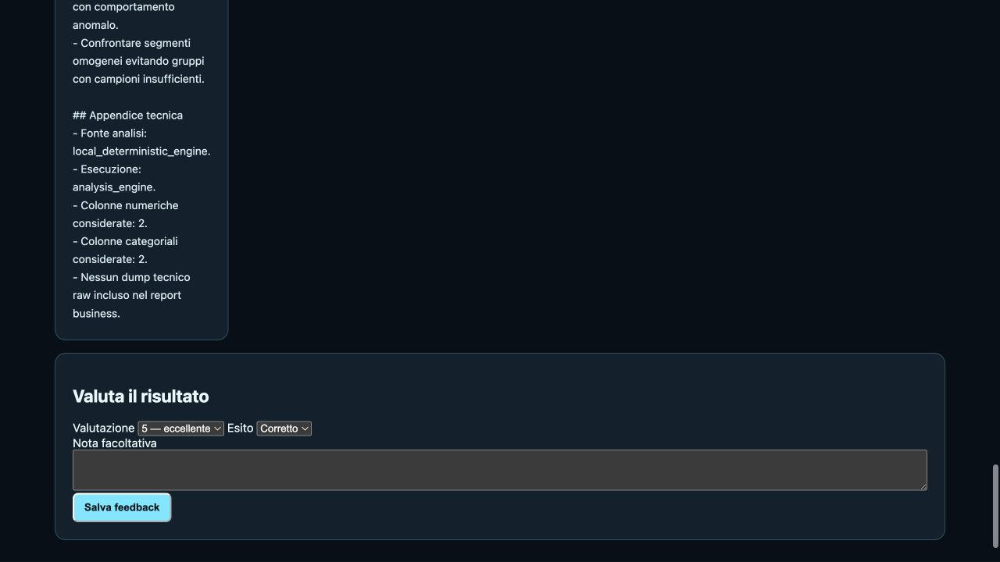 con comportamento
anomalo.
- Confrontare segmenti
omogenei evitando gruppi
con campioni insufficienti.
## Appendice tecnica
- Fonte analisi:
local_deterministic_engine.
- Esecuzione:
analysis_engine.
- Colonne numeriche
considerate: 2.
- Colonne categoriali
considerate: 2.
- Nessun dump tecnico
raw incluso nel report
business.
Valuta il risultato
Valutazione 5 — eccellente Esito Corretto
Nota facoltativa
Salva feedback